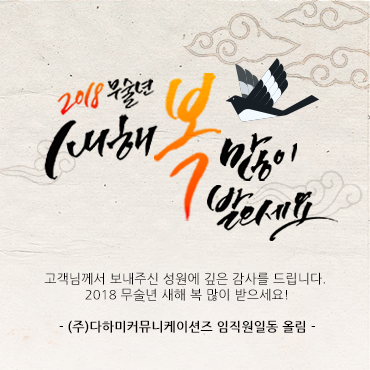 2018 무술년
새해 복 많이
받으세요
고객님께서 보내주신 성원에 깊은 감사를 드립니다.
2018 무술년 새해 복 많이 받으세요!
- (주)다하미커뮤니케이션즈 임직원일동 올림 -